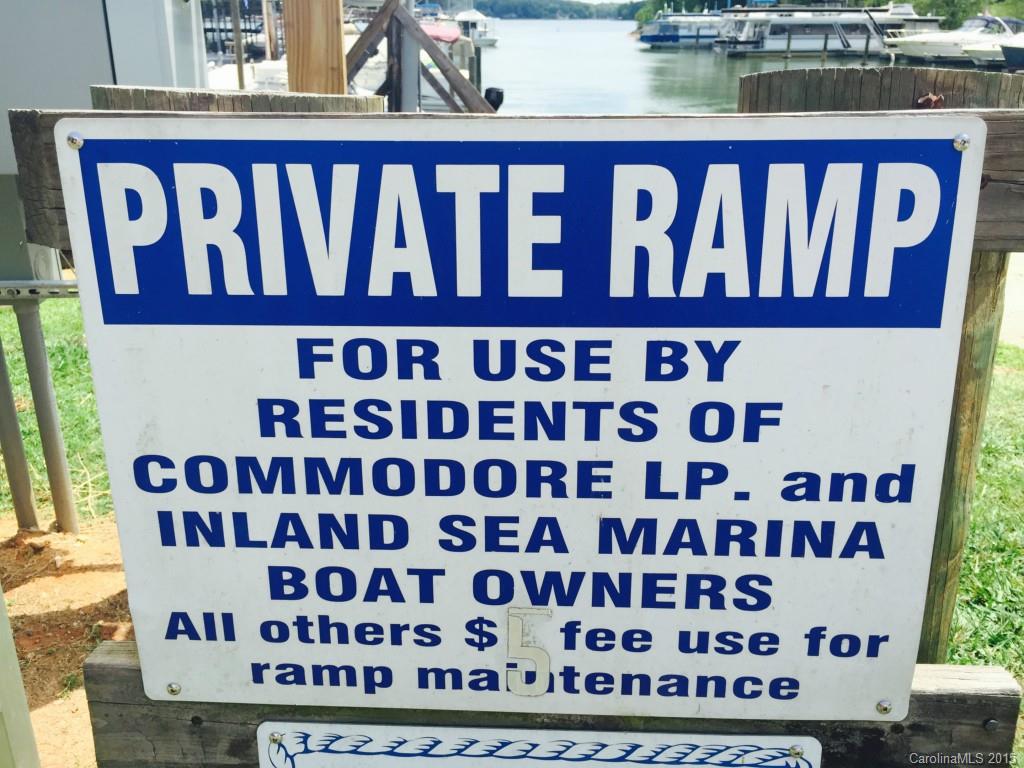 PRIVATE RAMP
FOR USE BY
RESIDENTS OF
COMMODORE LP. and
INLAND SEA MARINA
BOAT OWNERS
All others $5 fee use for
ramp maintenance
CarolinaMLS 2015